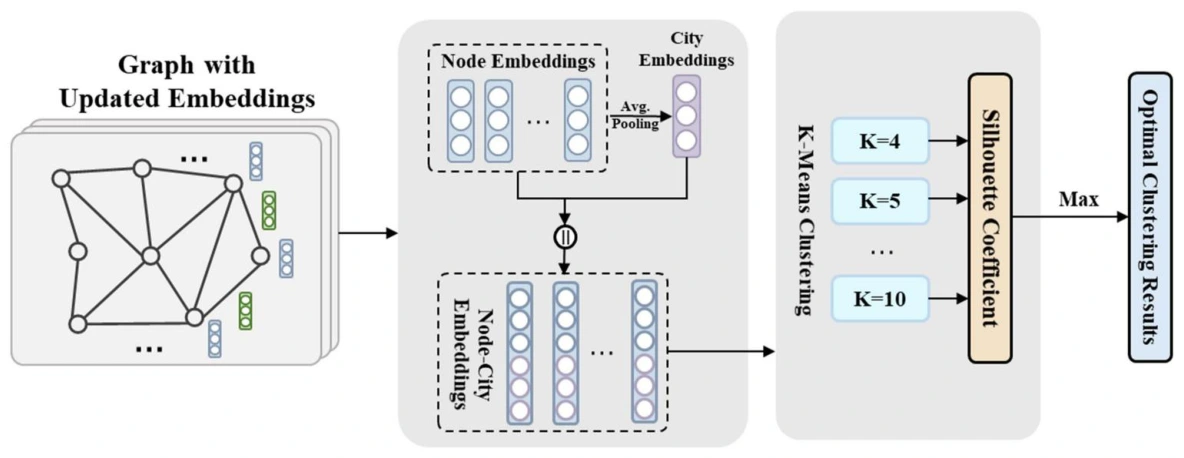 Graph with
Updated Embeddings
...
...
Node Embeddings
...
City
Embeddings
Avg.
Pooling
||
Node-City
Embeddings
...
K-Means Clustering
K=4
K=5
...
K=10
Silhouette Coefficient
Max
Optimal Clustering Results